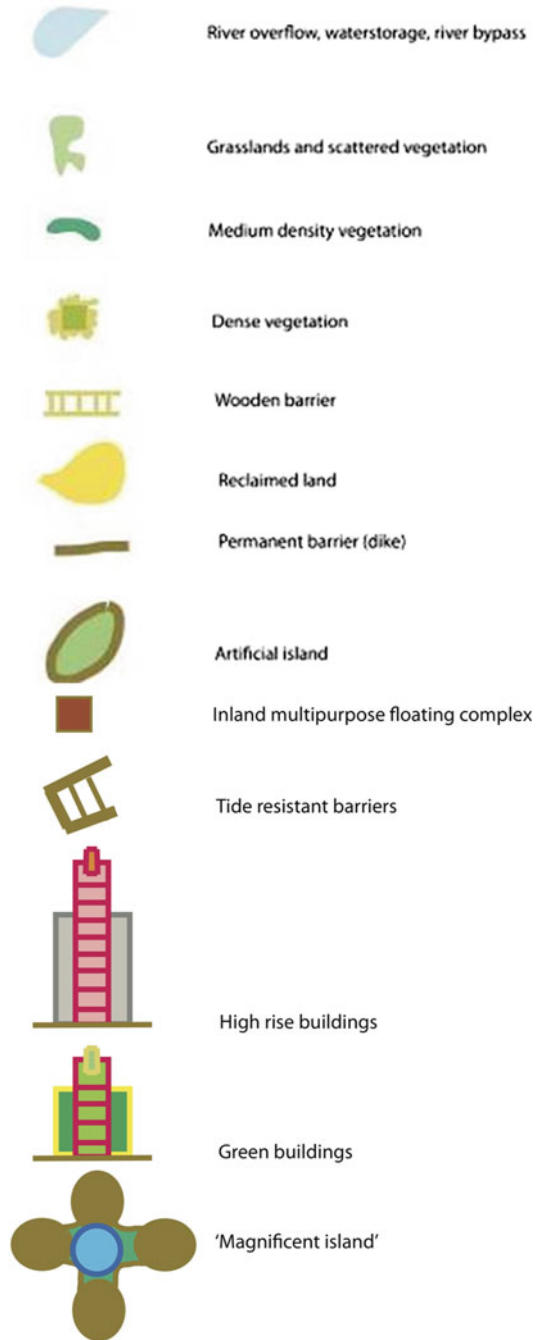 River overflow, waterstorage, river bypass
Grasslands and scattered vegetation
Medium density vegetation
Dense vegetation
Wooden barrier
Reclaimed land
Permanent barrier (dike)
Artificial island
Inland multipurpose floating complex
Tide resistant barriers
High rise buildings
Green buildings
‘Magnificent island’